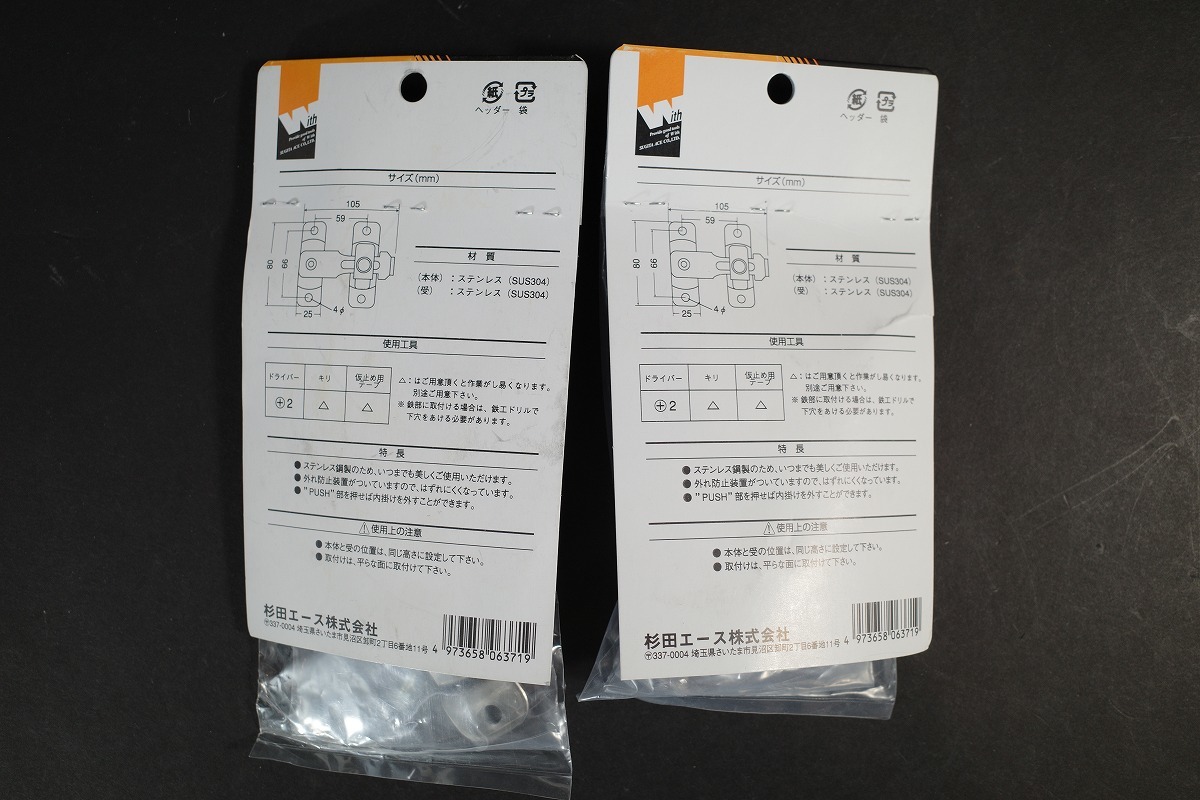 With
Provide good tools
of With
SUGITA ACE CO.,LTD.
紙 プラ
ヘッダー 袋
サイズ(mm)
105
59
80
66
25
4φ
材 質
(本体):ステンレス(SUS304)
(受) :ステンレス(SUS304)
使用工具
ドライバー キリ 仮止め用テープ
⊕2 △ △
△:はご用意頂くと作業がし易くなります。
別途ご用意下さい。
※鉄部に取付ける場合は、鉄工ドリルで
下穴をあける必要があります。
特 長
●ステンレス鋼製のため、いつまでも美しくご使用いただけます。
●外れ防止装置がついていますので、はずれにくくなっています。
●"PUSH"部を押せば内掛けを外すことができます。
⚠使用上の注意
●本体と受の位置は、同じ高さに設定して下さい。
●取付けは、平らな面に取付けて下さい。
杉田エース株式会社
〒337-0004 埼玉県さいたま市見沼区卸町2丁目6番地11号
4 973658 063719
With
Provide good tools
of With
SUGITA ACE CO.,LTD.
紙 プラ
ヘッダー 袋
サイズ(mm)
105
59
80
66
25
4φ
材 質
(本体):ステンレス(SUS304)
(受) :ステンレス(SUS304)
使用工具
ドライバー キリ 仮止め用テープ
⊕2 △ △
△:はご用意頂くと作業がし易くなります。
別途ご用意下さい。
※鉄部に取付ける場合は、鉄工ドリルで
下穴をあける必要があります。
特 長
●ステンレス鋼製のため、いつまでも美しくご使用いただけます。
●外れ防止装置がついていますので、はずれにくくなっています。
●"PUSH"部を押せば内掛けを外すことができます。
⚠使用上の注意
●本体と受の位置は、同じ高さに設定して下さい。
●取付けは、平らな面に取付けて下さい。
杉田エース株式会社
〒337-0004 埼玉県さいたま市見沼区卸町2丁目6番地11号
4 973658 063719